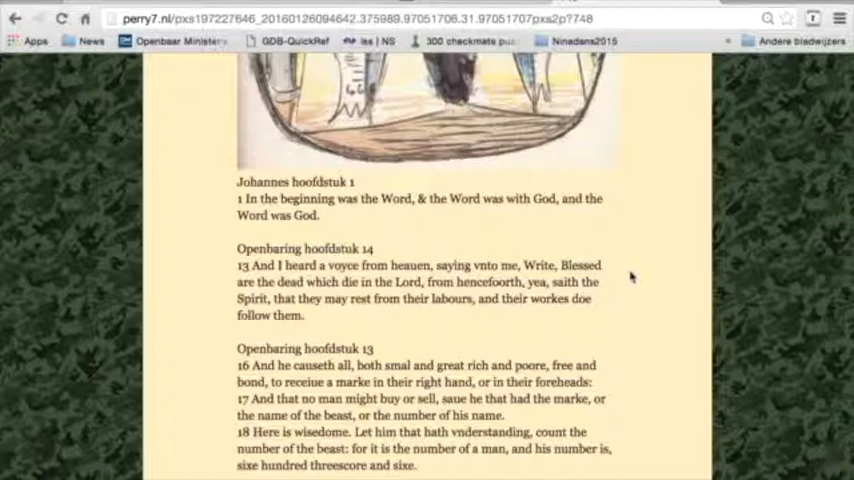 perry7.nl/pxs197227646_20160126094642.375989.97051706.31.97051707pxs2p?748
Apps News Openbaar Ministerie GDB-QuickRef iss | NS 300 checkmate puz Ninadans2015 » Andere bladwijzers
Johannes hoofdstuk 1
1 In the beginning was the Word, & the Word was with God, and the
Word was God.
Openbaring hoofdstuk 14
13 And I heard a voyce from heauen, saying vnto me, Write, Blessed
are the dead which die in the Lord, from hencefoorth, yea, saith the
Spirit, that they may rest from their labours, and their workes doe
follow them.
Openbaring hoofdstuk 13
16 And he causeth all, both smal and great rich and poore, free and
bond, to receiue a marke in their right hand, or in their foreheads:
17 And that no man might buy or sell, saue he that had the marke, or
the name of the beast, or the number of his name.
18 Here is wisedome. Let him that hath vnderstanding, count the
number of the beast: for it is the number of a man, and his number is,
sixe hundred threescore and sixe.